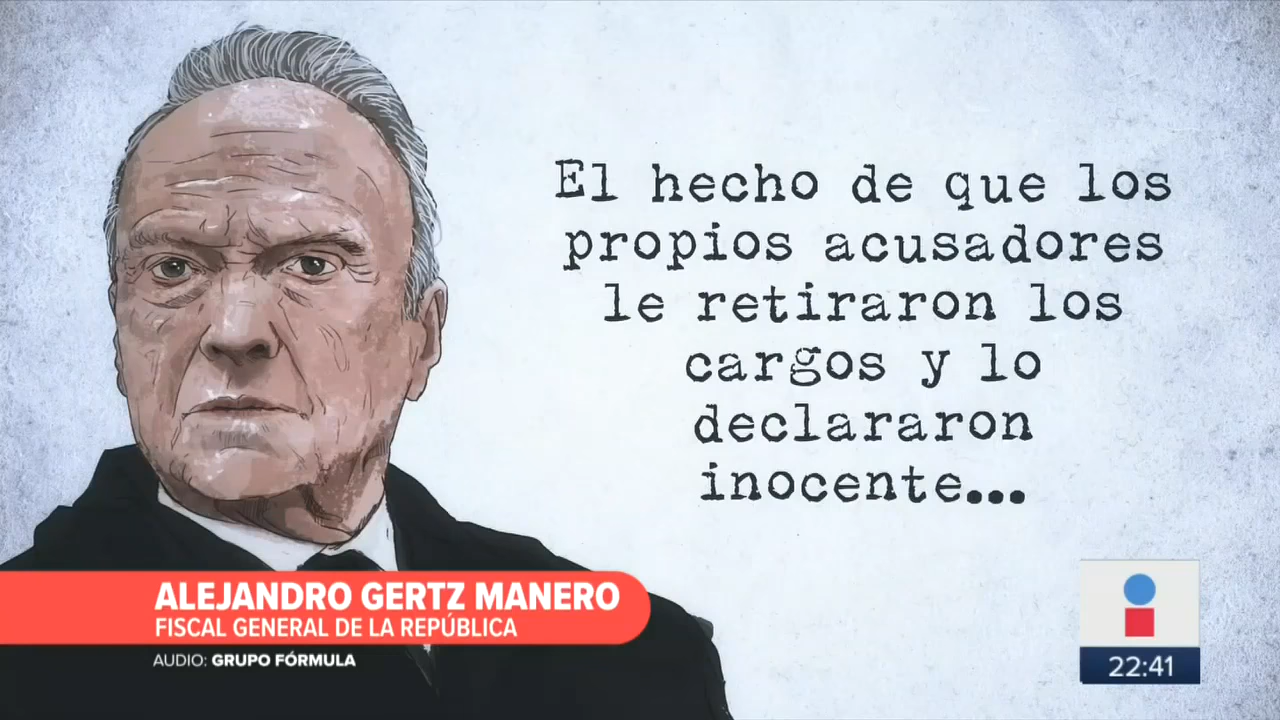 El hecho de que los
propios acusadores
le retiraron los
cargos y lo
declararon
inocente...
ALEJANDRO GERTZ MANERO
FISCAL GENERAL DE LA REPÚBLICA
AUDIO: GRUPO FÓRMULA
22:41